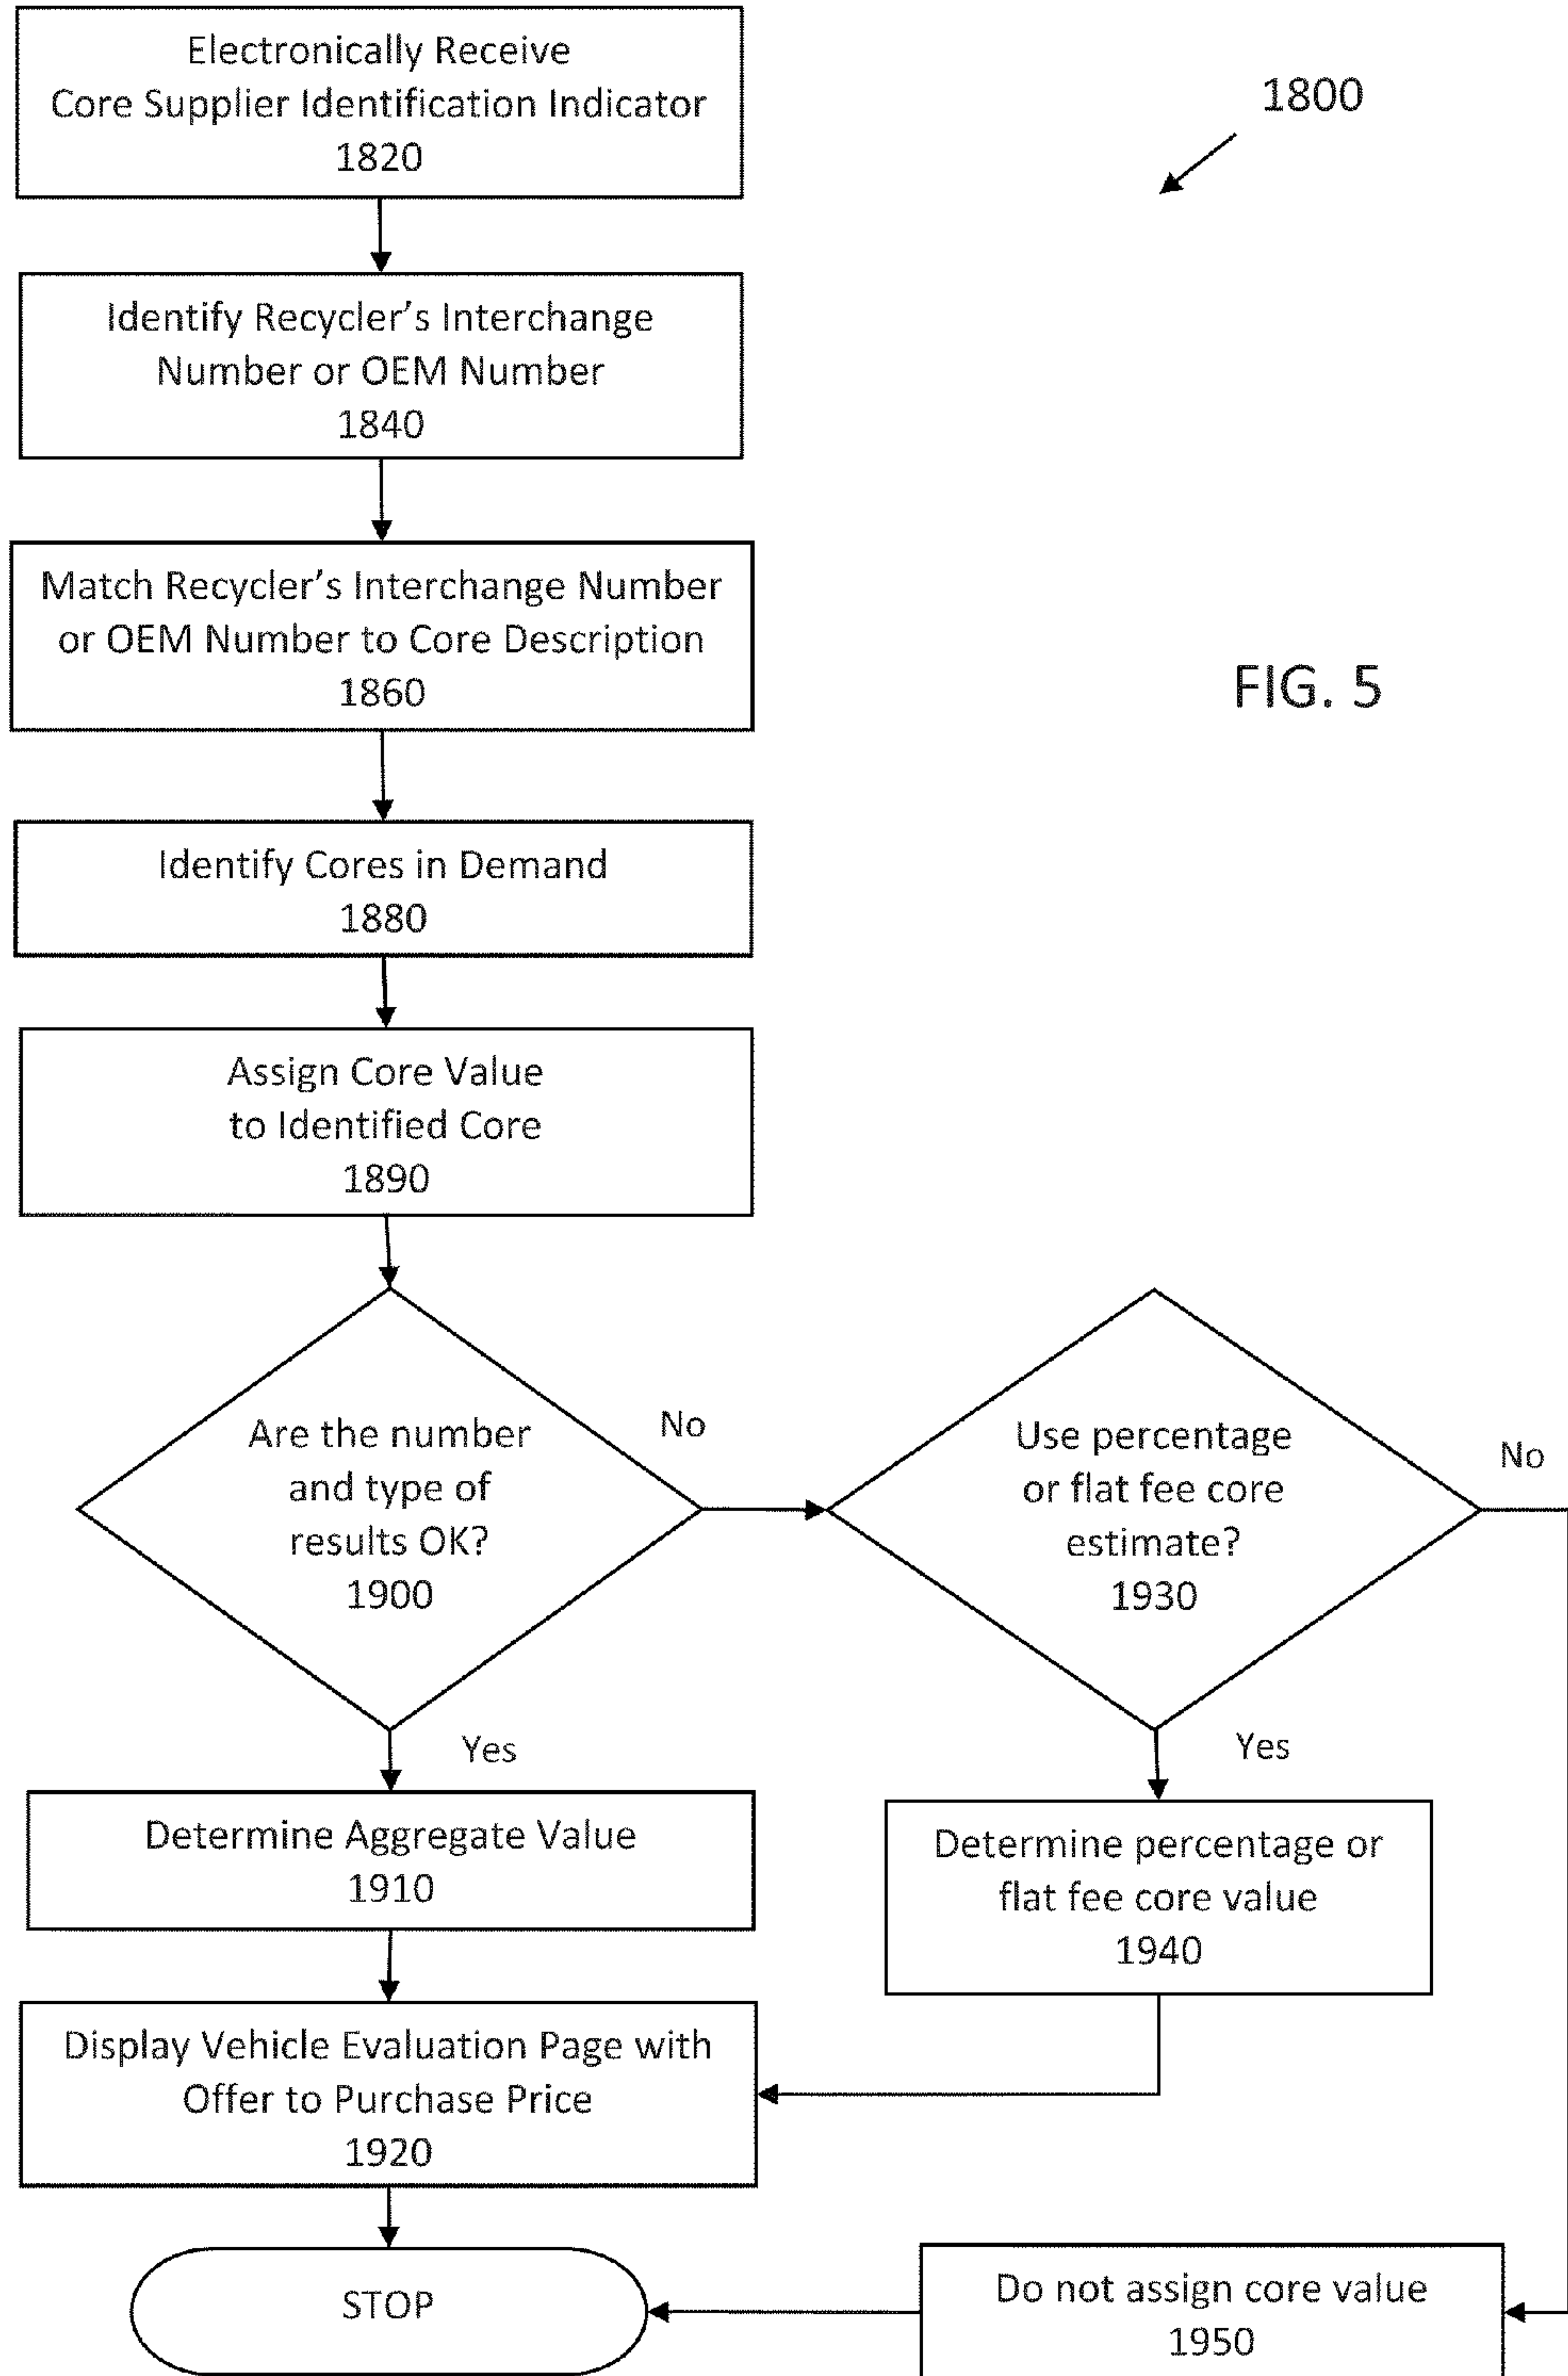 Electronically Receive
Core Supplier Identification Indicator
1820
1800
Identify Recycler’s Interchange
Number or OEM Number
1840
Match Recycler’s Interchange Number
or OEM Number to Core Description
1860
FIG. 5
Identify Cores in Demand
1880
Assign Core Value
to Identified Core
1890
Are the number
and type of
results OK?
1900
No
Use percentage
or flat fee core
estimate?
1930
No
Yes
Yes
Determine Aggregate Value
1910
Determine percentage or
flat fee core value
1940
Display Vehicle Evaluation Page with
Offer to Purchase Price
1920
STOP
Do not assign core value
1950